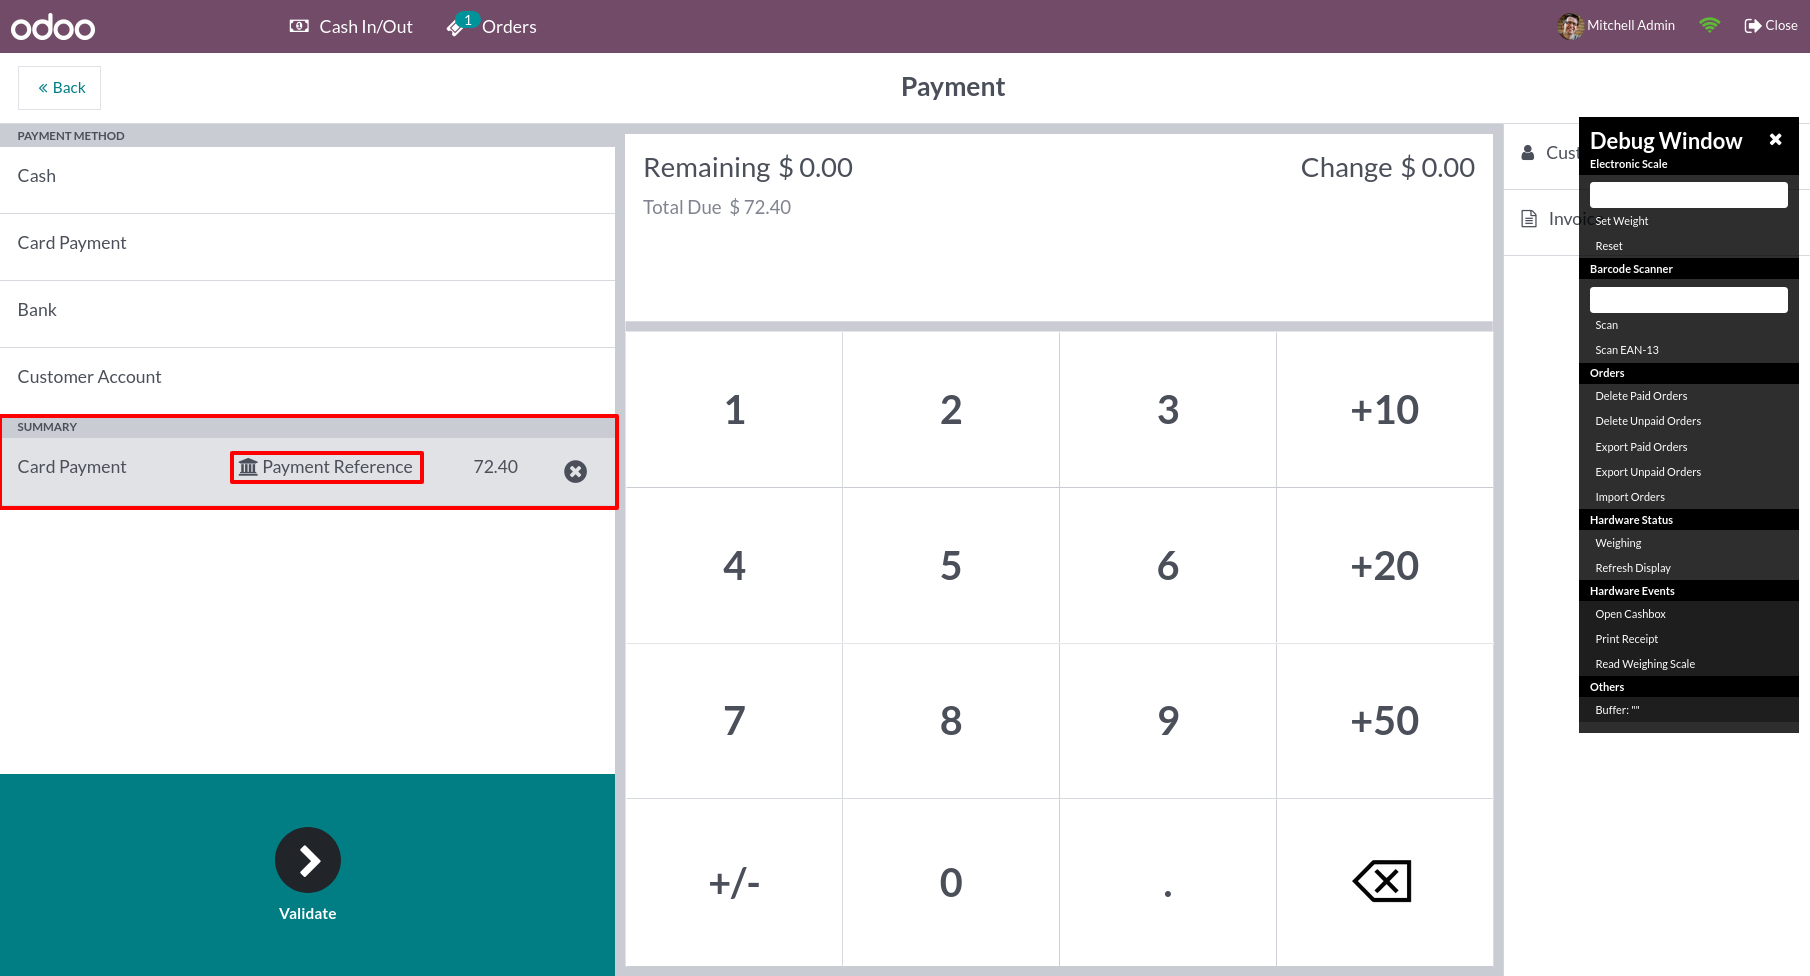 odoo
Cash In/Out
1
Orders
Mitchell Admin
Close
« Back
Payment
PAYMENT METHOD
Cash
Card Payment
Bank
Customer Account
SUMMARY
Card Payment
Payment Reference
72.40
Validate
Remaining $ 0.00
Change $ 0.00
Total Due $ 72.40
1 2 3 +10
4 5 6 +20
7 8 9 +50
+/- 0 .
Debug Window
Electronic Scale
Set Weight
Reset
Barcode Scanner
Scan
Scan EAN-13
Orders
Delete Paid Orders
Delete Unpaid Orders
Export Paid Orders
Export Unpaid Orders
Import Orders
Hardware Status
Weighing
Refresh Display
Hardware Events
Open Cashbox
Print Receipt
Read Weighing Scale
Others
Buffer: ""